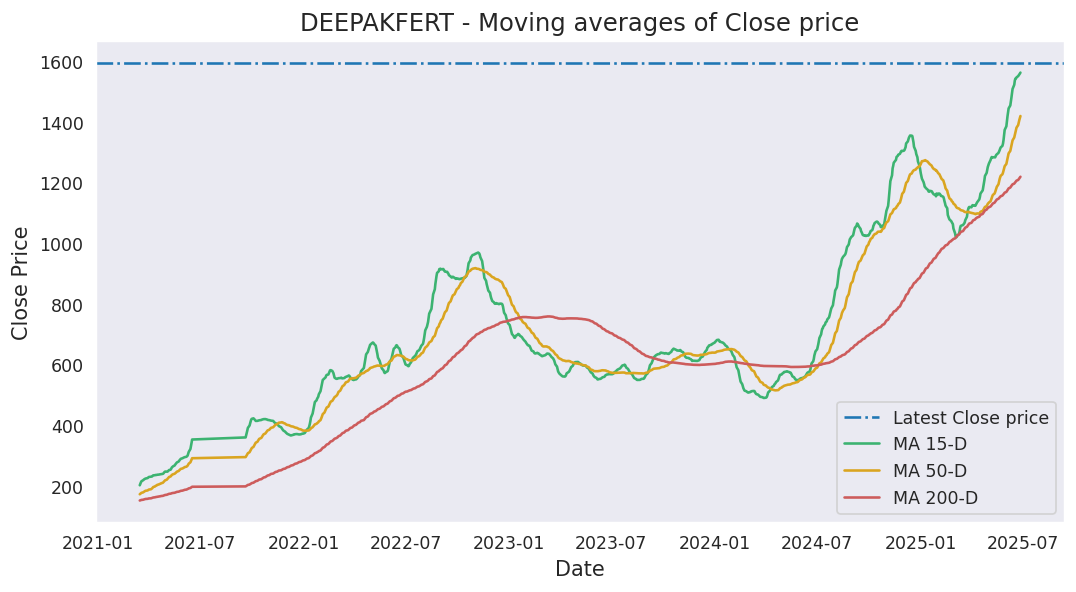 DEEPAKFERT - Moving averages of Close price
Close Price
1600
1400
1200
1000
800
600
400
200
2021-01 2021-07 2022-01 2022-07 2023-01 2023-07 2024-01 2024-07 2025-01 2025-07
Date
Latest Close price
MA 15-D
MA 50-D
MA 200-D